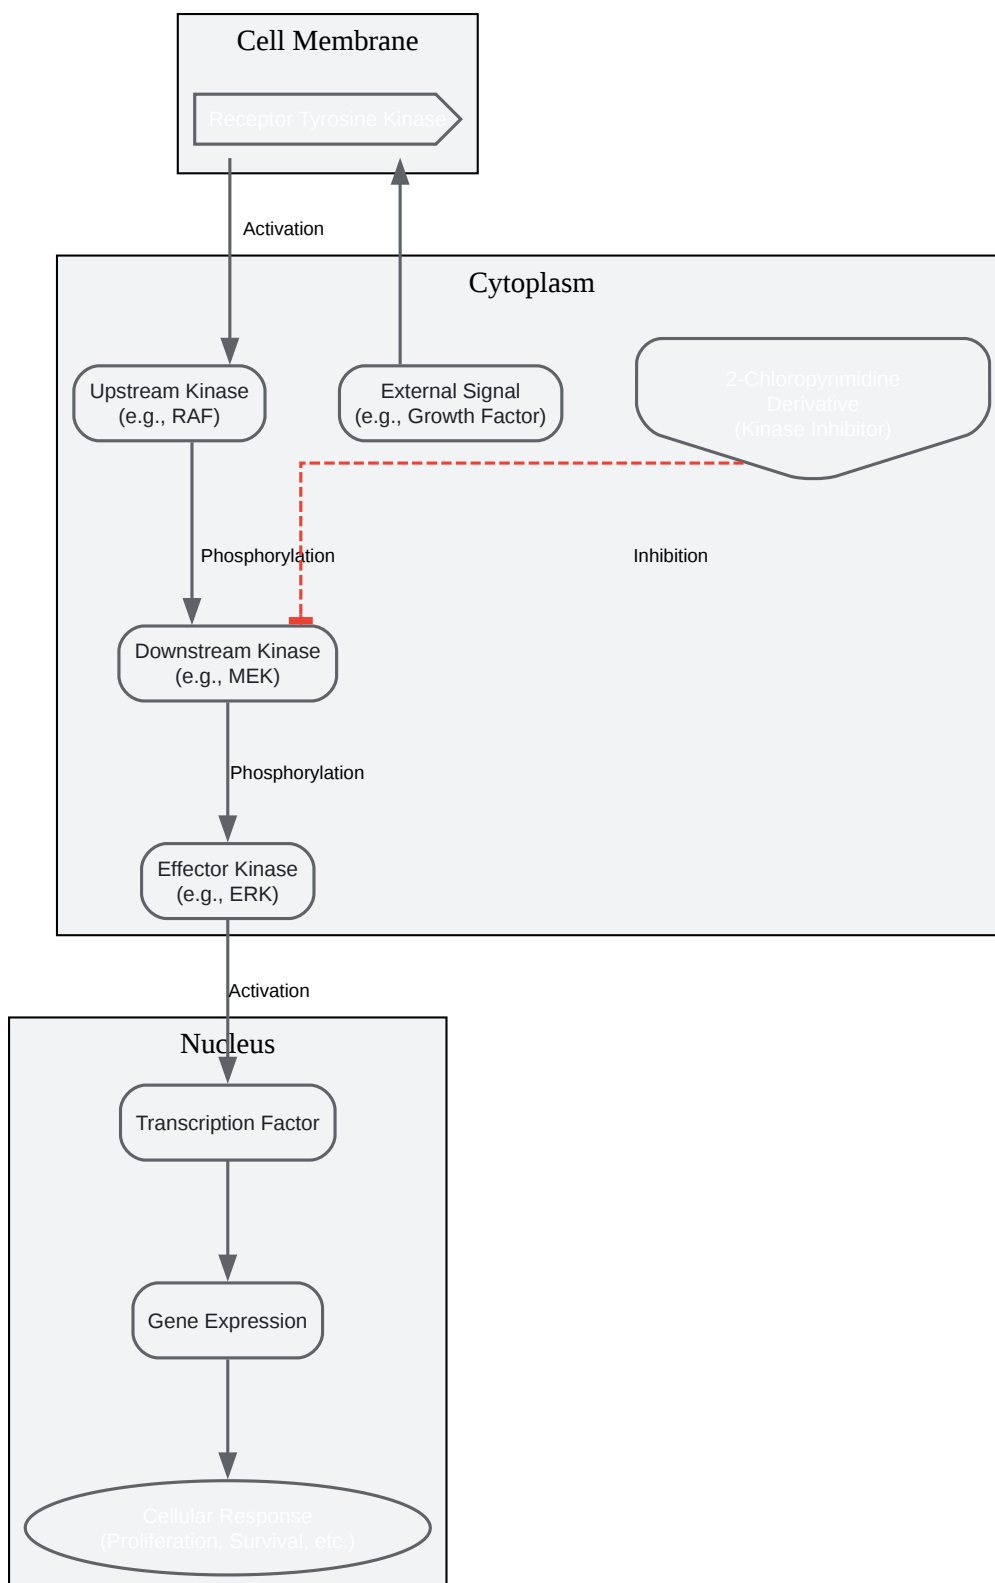 Cell Membrane
Receptor Tyrosine Kinase
Activation
Cytoplasm
Upstream Kinase
(e.g., RAF)
External Signal
(e.g., Growth Factor)
2-Chloropyrimidine
Derivative
(Kinase Inhibitor)
Phosphorylation
Inhibition
Downstream Kinase
(e.g., MEK)
Phosphorylation
Effector Kinase
(e.g., ERK)
Activation
Nucleus
Transcription Factor
Gene Expression
Cellular Response
(Proliferation, Survival, etc.)